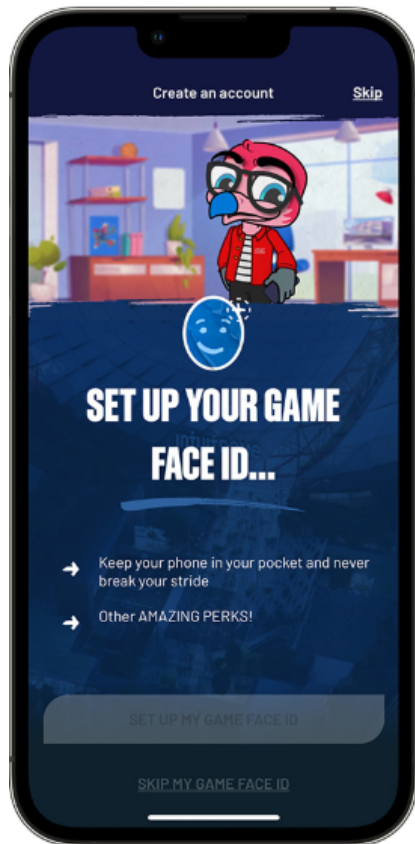 Create an account
Skip
SET UP YOUR GAME
FACE ID...
Keep your phone in your pocket and never
break your stride
Other AMAZING PERKS!
SET UP MY GAME FACE ID
SKIP MY GAME FACE ID